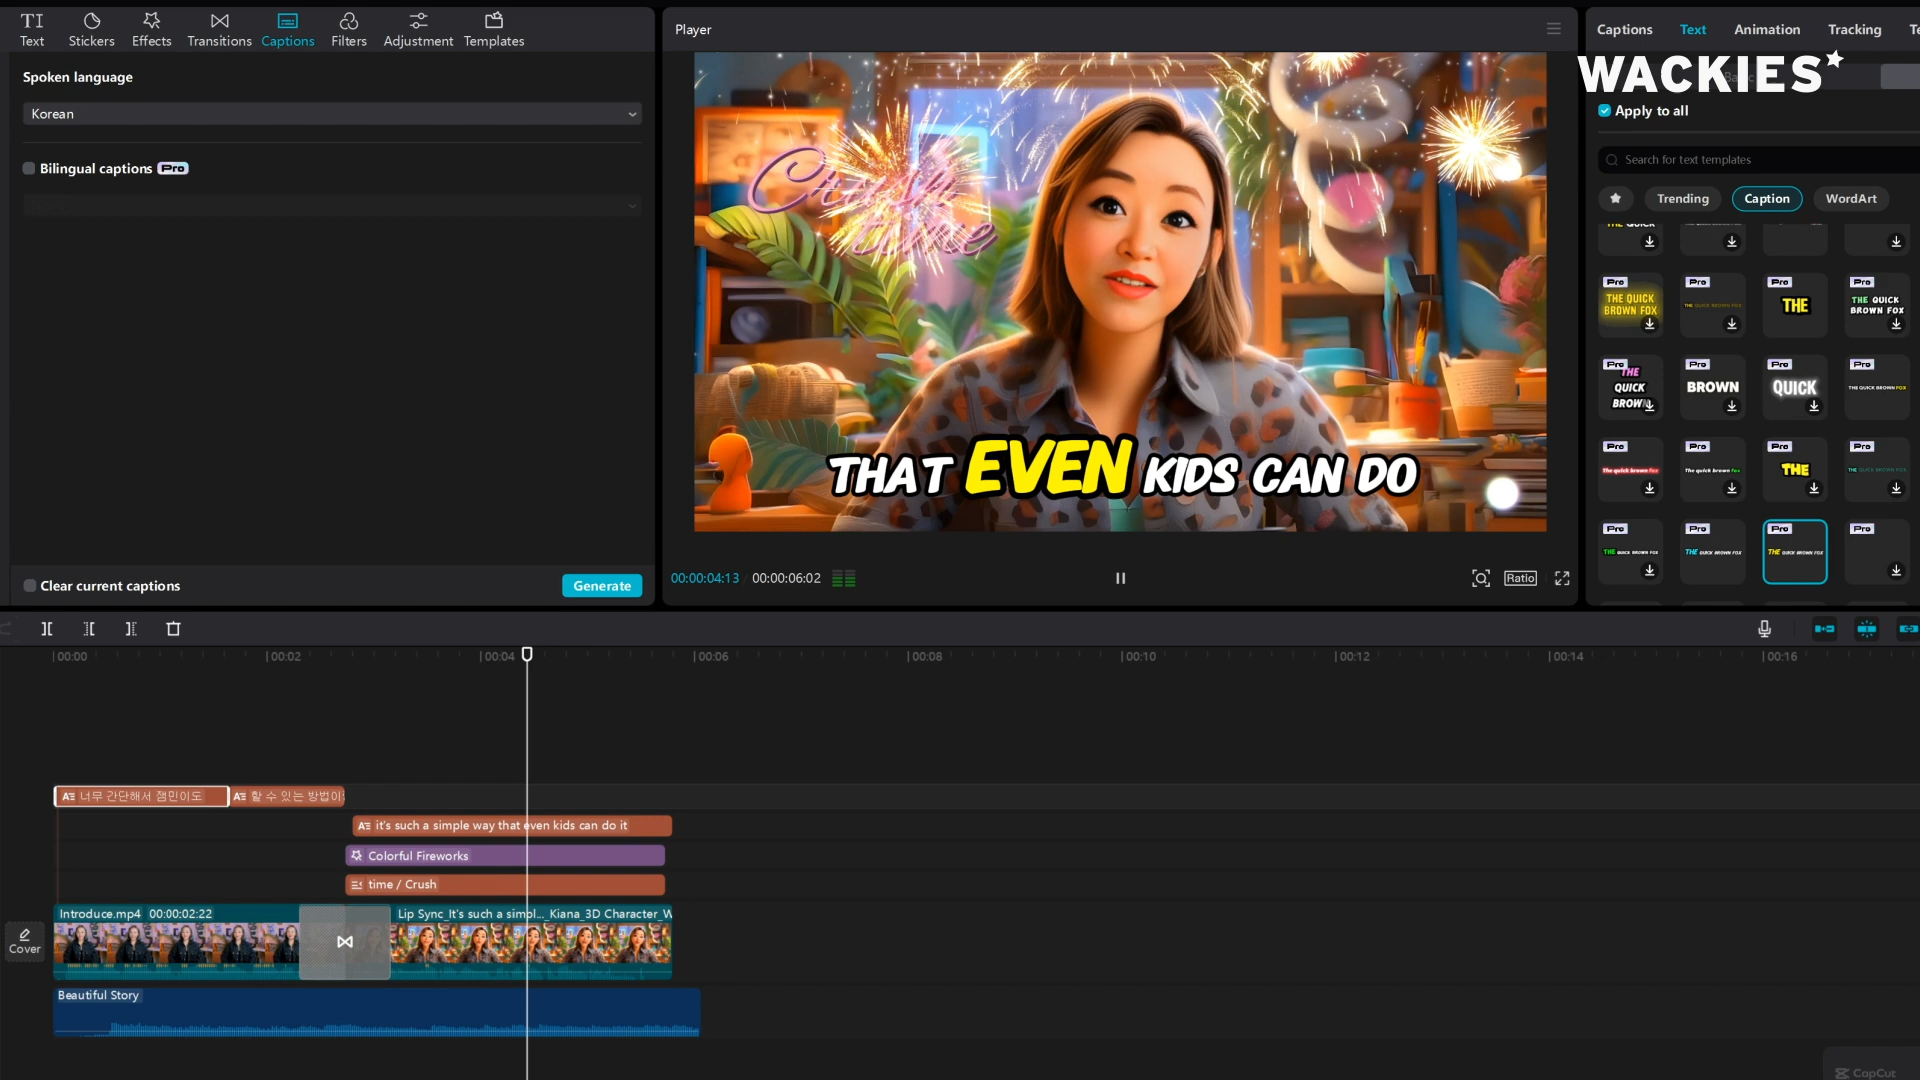 Text Stickers Effects Transitions Captions Filters Adjustment Templates
Spoken language
Korean
Bilingual captions Pro
Clear current captions
Generate
Player
Crush
time
THAT EVEN KIDS CAN DO
00:00:04:13 00:00:06:02
Ratio
Captions Text Animation Tracking Te
WACKIES
Apply to all
Search for text templates
Trending Caption WordArt
THE QUICK
Pro Pro Pro Pro
THE QUICK BROWN FOX
THE QUICK BROWN FOX
THE
THE QUICK BROWN FOX
Pro Pro Pro Pro
THE QUICK BROWN
BROWN
QUICK
THE QUICK BROWN FOX
Pro Pro Pro Pro
The quick brown fox
The quick brown fox
THE
THE QUICK BROWN FOX
Pro Pro Pro Pro
THE QUICK BROWN FOX
THE QUICK BROWN FOX
THE QUICK BROWN FOX
00:00 00:02 00:04 00:06 00:08 00:10 00:12 00:14 00:16
너무 간단해서 잼민이도
할 수 있는 방법이
it's such a simple way that even kids can do it
Colorful Fireworks
time / Crush
Introduce.mp4 00:00:02:22
Lip Sync_It's such a simpl..._Kiana_3D Character_W
Cover
Beautiful Story
CapCut